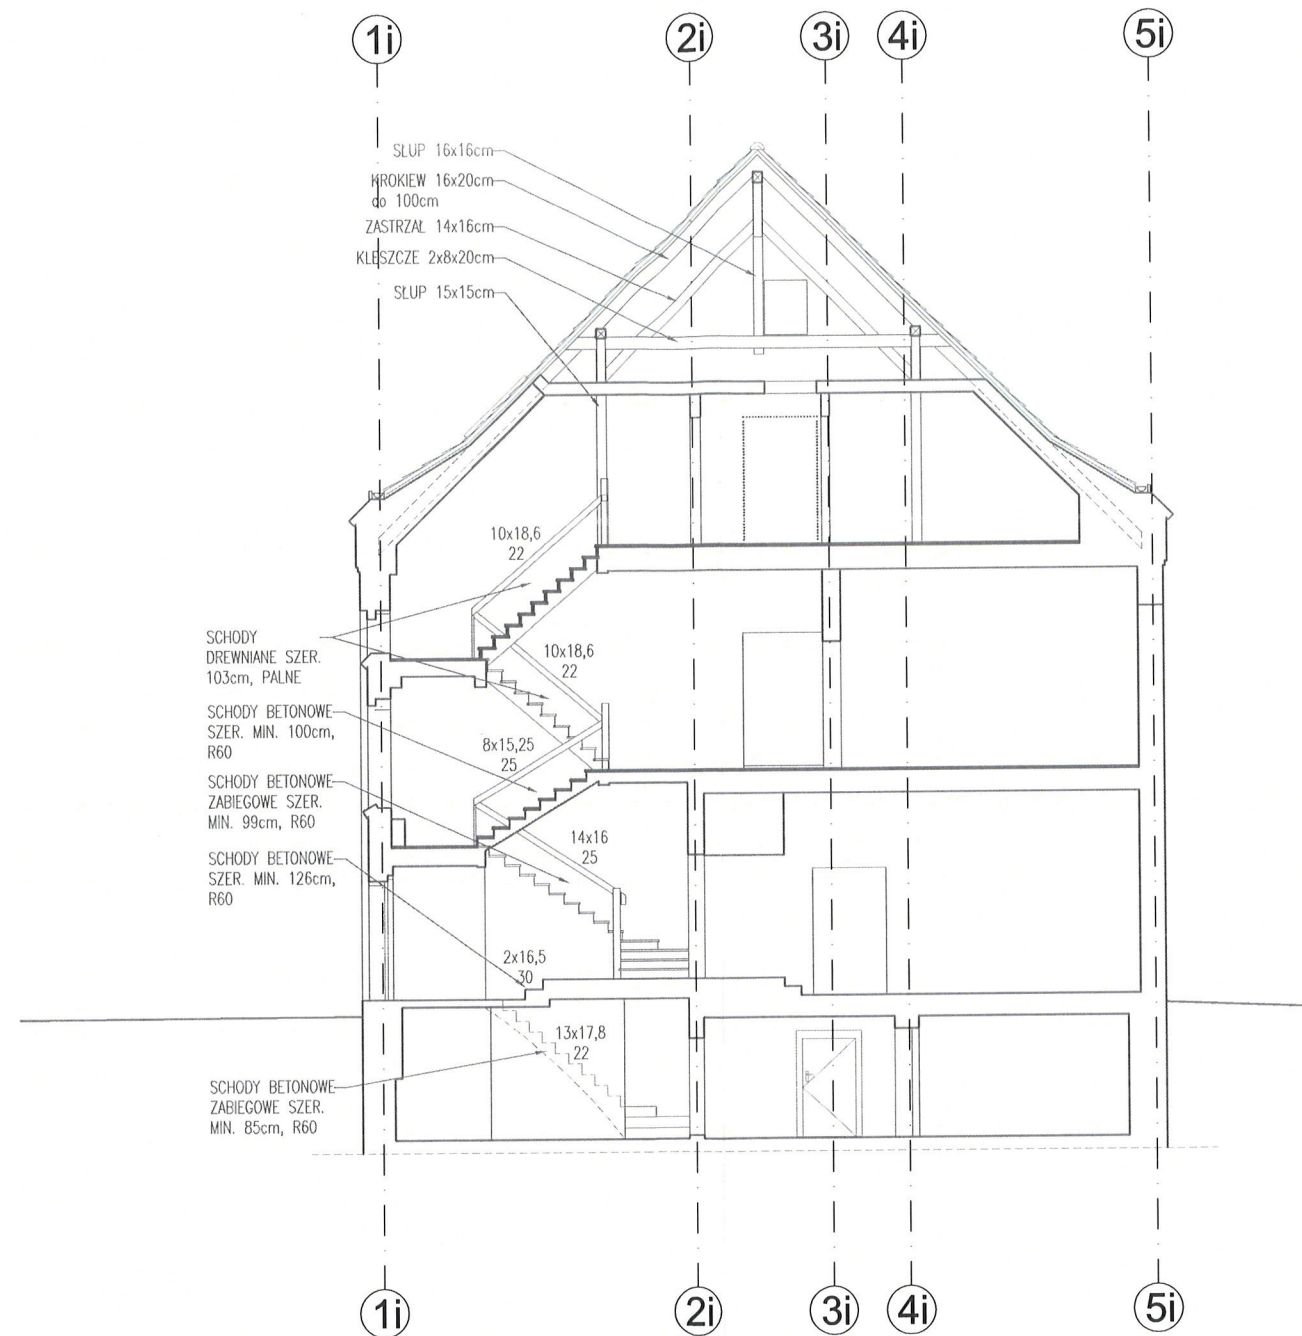 1i 2i 3i 4i 5i
SŁUP 16x16cm
KROKIEW 16x20cm
co 100cm
ZASTRZAŁ 14x16cm
KLESZCZE 2x8x20cm
SŁUP 15x15cm
10x18,6
22
SCHODY
DREWNIANE SZER.
103cm, PALNE
10x18,6
22
SCHODY BETONOWE
SZER. MIN. 100cm,
R60
8x15,25
25
SCHODY BETONOWE
ZABIEGOWE SZER.
MIN. 99cm, R60
14x16
25
SCHODY BETONOWE
SZER. MIN. 126cm,
R60
2x16,5
30
13x17,8
22
SCHODY BETONOWE
ZABIEGOWE SZER.
MIN. 85cm, R60
1i 2i 3i 4i 5i